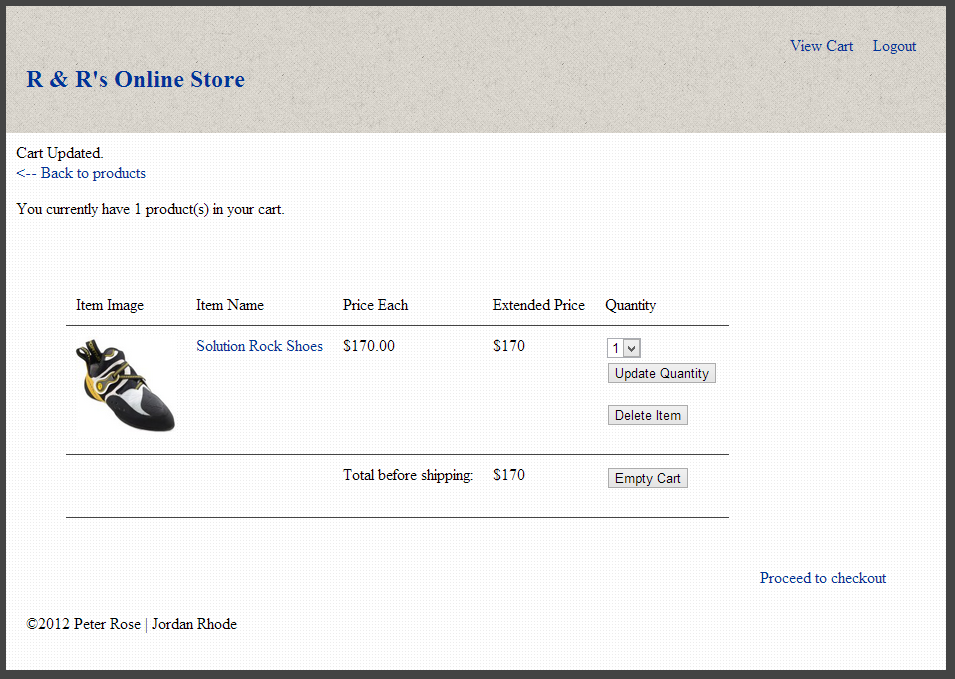 View Cart Logout
R & R's Online Store
Cart Updated.
<-- Back to products
You currently have 1 product(s) in your cart.
Item Image Item Name Price Each Extended Price Quantity
Solution Rock Shoes $170.00 $170 1
Update Quantity
Delete Item
Total before shipping: $170 Empty Cart
Proceed to checkout
©2012 Peter Rose | Jordan Rhode